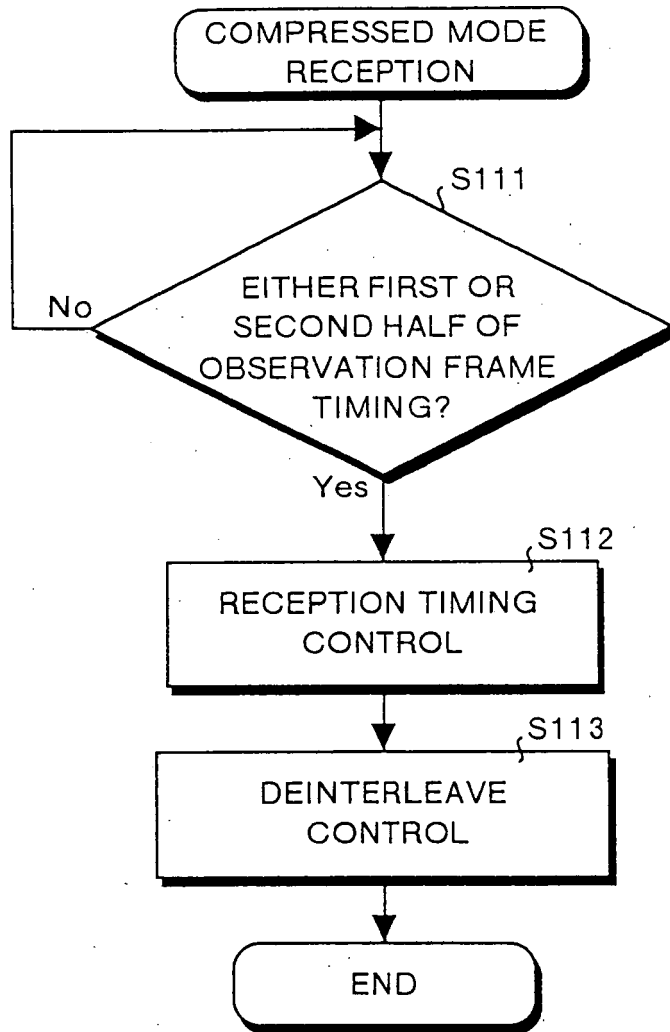 COMPRESSED MODE
RECEPTION
S111
EITHER FIRST OR
SECOND HALF OF
OBSERVATION FRAME
TIMING?
No
Yes
S112
RECEPTION TIMING
CONTROL
S113
DEINTERLEAVE
CONTROL
END